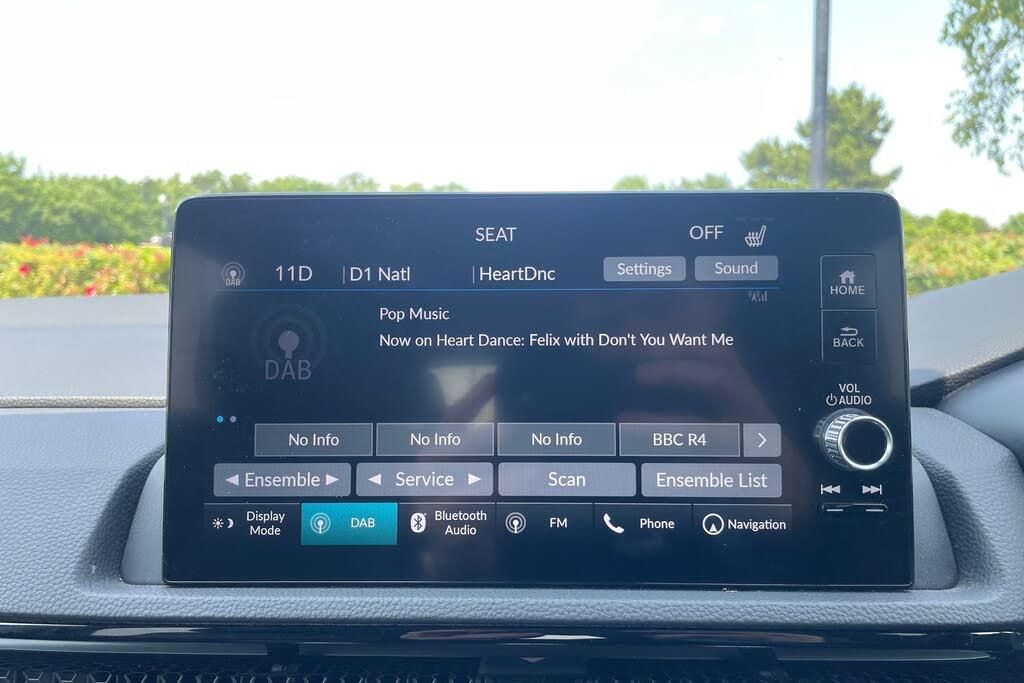 SEAT
OFF
DAB
11D
D1 Natl
HeartDnc
Settings
Sound
HOME
Pop Music
Now on Heart Dance: Felix with Don't You Want Me
BACK
DAB
VOL
AUDIO
No Info
No Info
No Info
BBC R4
Ensemble
Service
Scan
Ensemble List
Display
Mode
DAB
Bluetooth
Audio
FM
Phone
Navigation